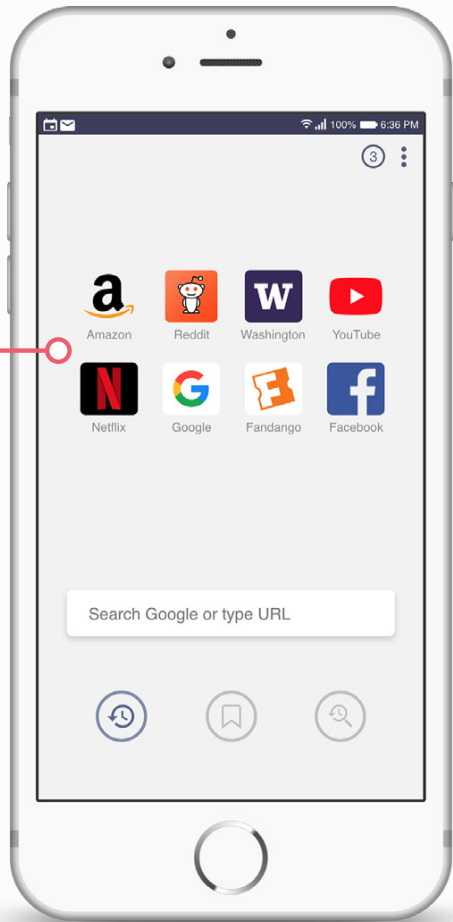 100% 6:36 PM
3
a
W
Amazon Reddit Washington YouTube
N G F f
Netflix Google Fandango Facebook
Search Google or type URL